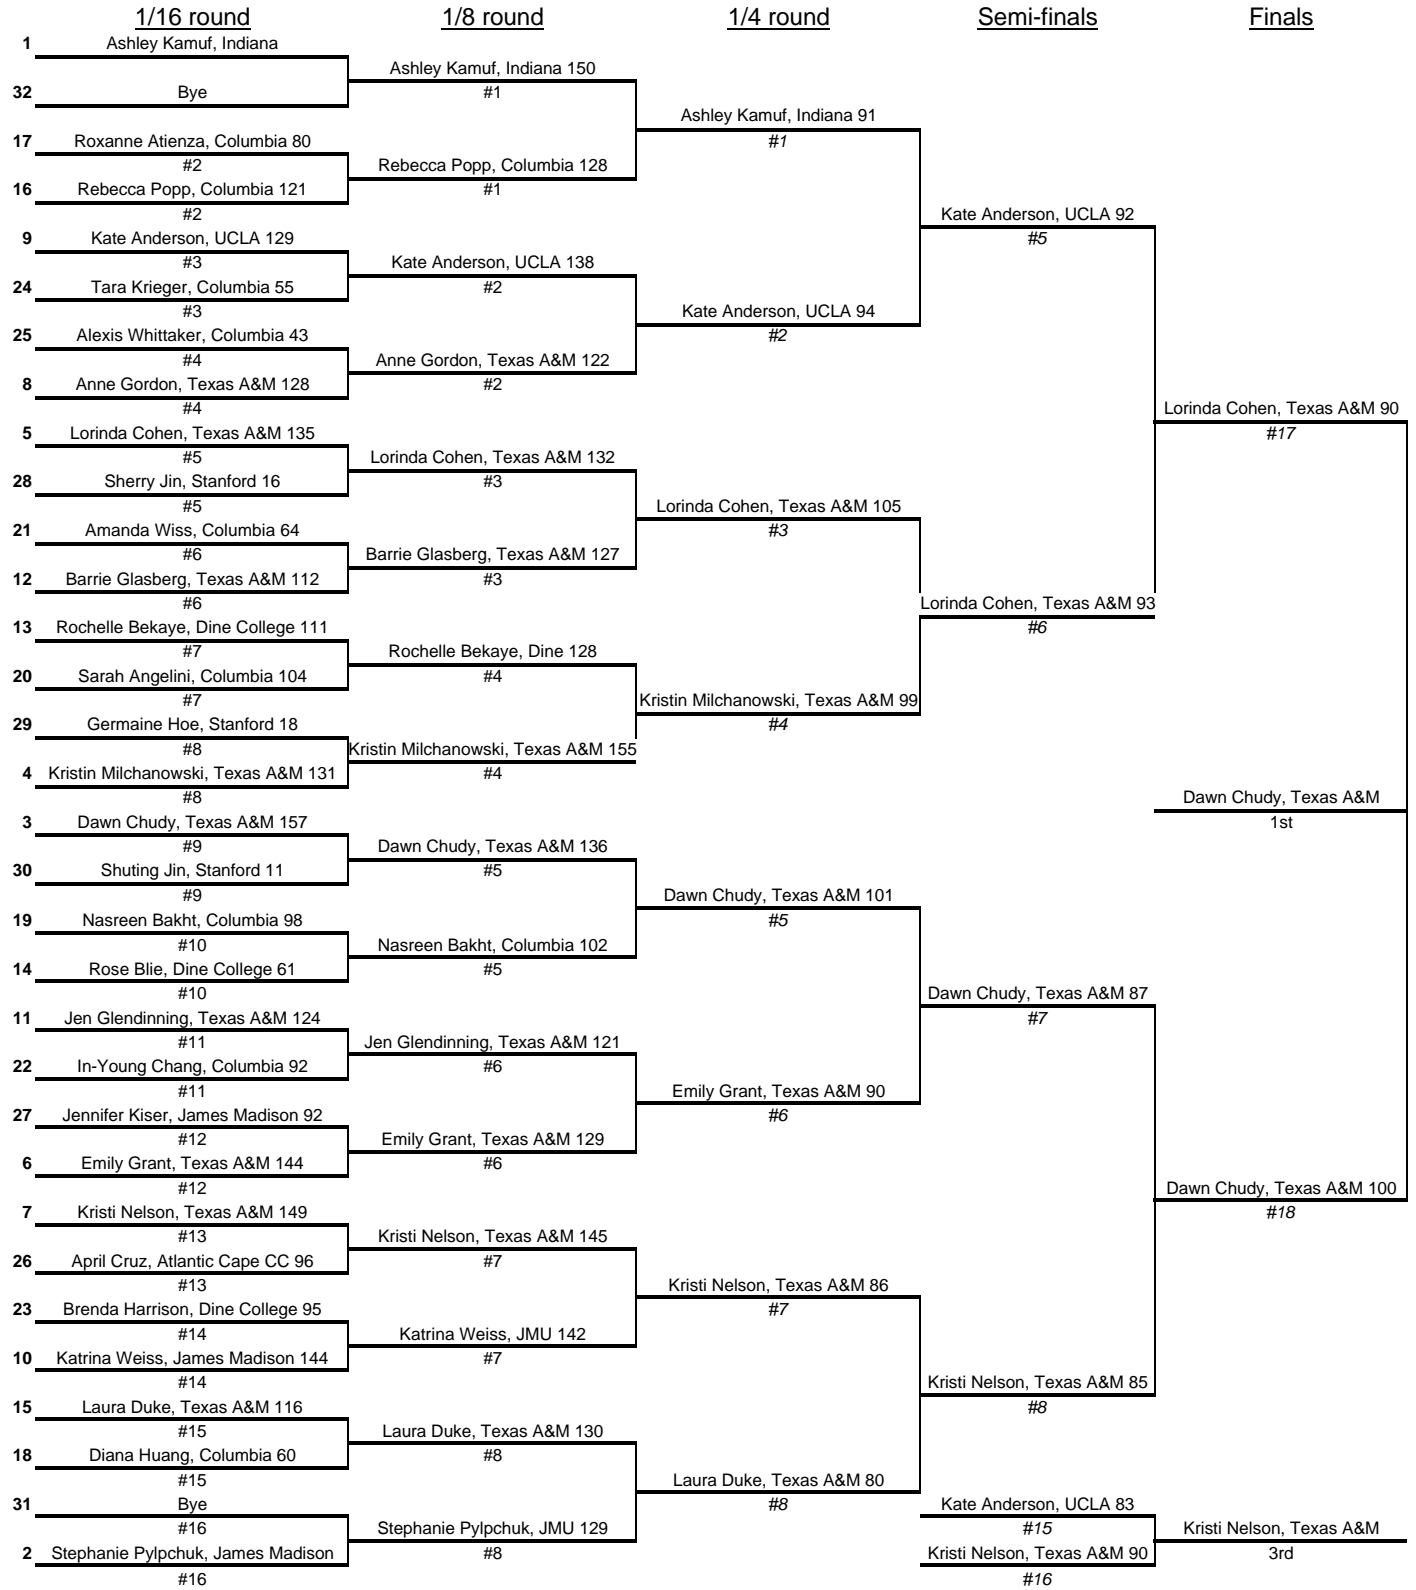 1/16 round
1/8 round
1/4 round
Semi-finals
Finals
1 Ashley Kamuf, Indiana
Ashley Kamuf, Indiana 150
32 Bye
#1
Ashley Kamuf, Indiana 91
17 Roxanne Atienza, Columbia 80
#1
#2
Rebecca Popp, Columbia 128
16 Rebecca Popp, Columbia 121
#1
#2
Kate Anderson, UCLA 92
9 Kate Anderson, UCLA 129
#5
#3
Kate Anderson, UCLA 138
24 Tara Krieger, Columbia 55
#2
#3
Kate Anderson, UCLA 94
25 Alexis Whittaker, Columbia 43
#2
#4
Anne Gordon, Texas A&M 122
8 Anne Gordon, Texas A&M 128
#2
#4
Lorinda Cohen, Texas A&M 90
5 Lorinda Cohen, Texas A&M 135
#17
#5
Lorinda Cohen, Texas A&M 132
28 Sherry Jin, Stanford 16
#3
#5
Lorinda Cohen, Texas A&M 105
21 Amanda Wiss, Columbia 64
#3
#6
Barrie Glasberg, Texas A&M 127
12 Barrie Glasberg, Texas A&M 112
#3
#6
Lorinda Cohen, Texas A&M 93
13 Rochelle Bekaye, Dine College 111
#6
#7
Rochelle Bekaye, Dine 128
20 Sarah Angelini, Columbia 104
#4
#7
Kristin Milchanowski, Texas A&M 99
29 Germaine Hoe, Stanford 18
#4
#8
Kristin Milchanowski, Texas A&M 155
4 Kristin Milchanowski, Texas A&M 131
#4
#8
Dawn Chudy, Texas A&M
3 Dawn Chudy, Texas A&M 157
1st
#9
Dawn Chudy, Texas A&M 136
30 Shuting Jin, Stanford 11
#5
#9
Dawn Chudy, Texas A&M 101
19 Nasreen Bakht, Columbia 98
#5
#10
Nasreen Bakht, Columbia 102
14 Rose Blie, Dine College 61
#5
#10
Dawn Chudy, Texas A&M 87
11 Jen Glendinning, Texas A&M 124
#7
#11
Jen Glendinning, Texas A&M 121
22 In-Young Chang, Columbia 92
#6
#11
Emily Grant, Texas A&M 90
27 Jennifer Kiser, James Madison 92
#6
#12
Emily Grant, Texas A&M 129
6 Emily Grant, Texas A&M 144
#6
#12
Dawn Chudy, Texas A&M 100
7 Kristi Nelson, Texas A&M 149
#18
#13
Kristi Nelson, Texas A&M 145
26 April Cruz, Atlantic Cape CC 96
#7
#13
Kristi Nelson, Texas A&M 86
23 Brenda Harrison, Dine College 95
#7
#14
Katrina Weiss, JMU 142
10 Katrina Weiss, James Madison 144
#7
#14
Kristi Nelson, Texas A&M 85
15 Laura Duke, Texas A&M 116
#8
#15
Laura Duke, Texas A&M 130
18 Diana Huang, Columbia 60
#8
#15
Laura Duke, Texas A&M 80
31 Bye
#8
Kate Anderson, UCLA 83
#16
Stephanie Pylpchuk, JMU 129
#15
Kristi Nelson, Texas A&M
2 Stephanie Pylpchuk, James Madison
#8
Kristi Nelson, Texas A&M 90
3rd
#16
#16